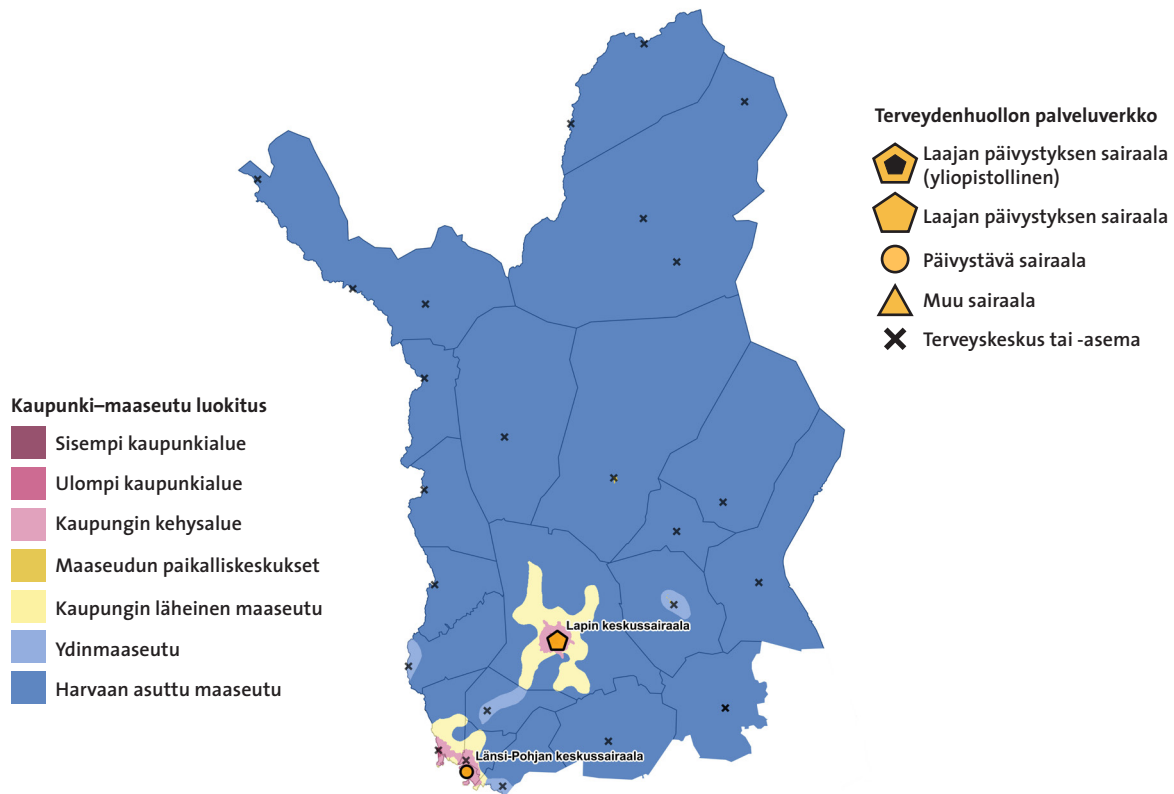 Terveydenhuollon palveluverkko
Laajan päivystyksen sairaala
(yliopistollinen)
Laajan päivystyksen sairaala
Päivystävä sairaala
Muu sairaala
Terveyskeskus tai -asema
Kaupunki–maaseutu luokitus
Sisempi kaupunkialue
Ulompi kaupunkialue
Kaupungin kehysalue
Maaseudun paikalliskeskukset
Kaupungin läheinen maaseutu
Ydinmaaseutu
Harvaan asuttu maaseutu
Lapin keskussairaala
Länsi-Pohjan keskussairaala